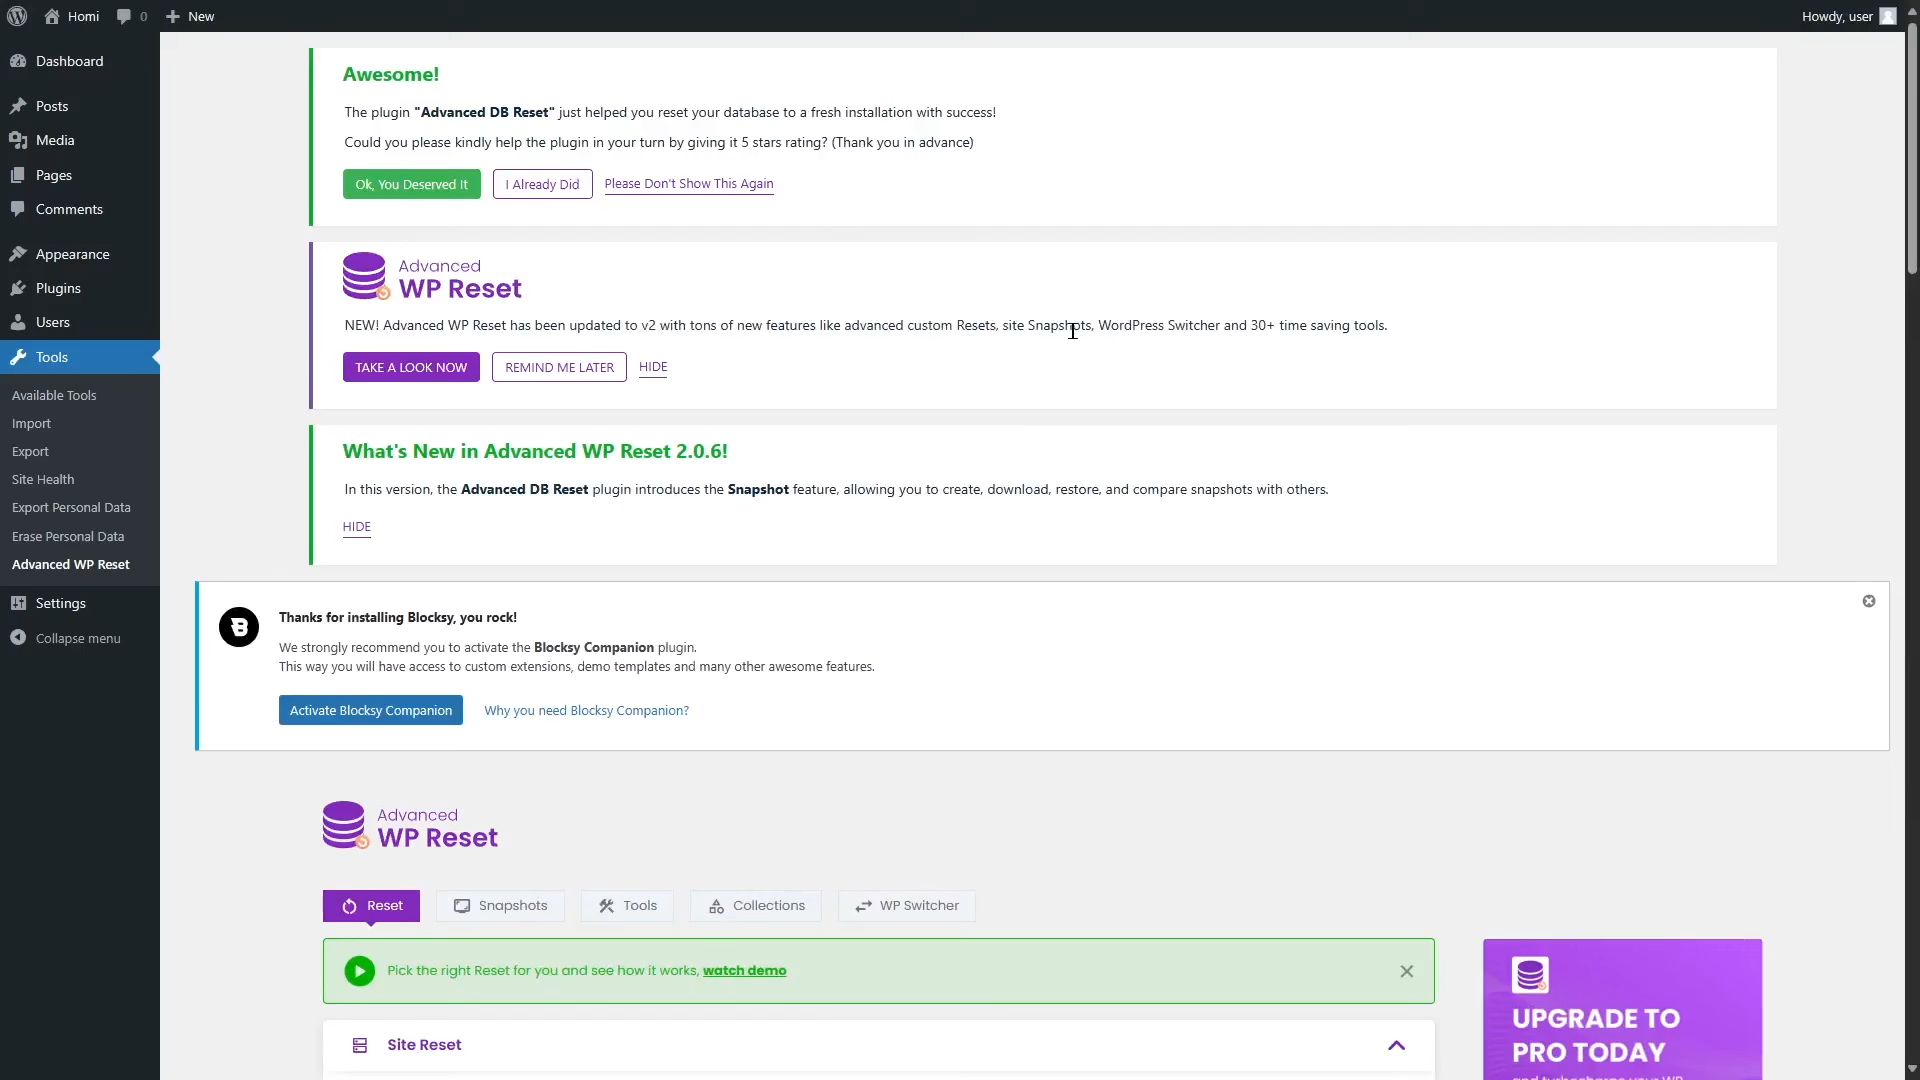 Homi
0
New
Howdy, user
Dashboard
Posts
Media
Pages
Comments
Appearance
Plugins
Users
Tools
Available Tools
Import
Export
Site Health
Export Personal Data
Erase Personal Data
Advanced WP Reset
Settings
Collapse menu
Awesome!
The plugin "Advanced DB Reset" just helped you reset your database to a fresh installation with success!
Could you please kindly help the plugin in your turn by giving it 5 stars rating? (Thank you in advance)
Ok, You Deserved It
I Already Did
Please Don't Show This Again
Advanced
WP Reset
NEW! Advanced WP Reset has been updated to v2 with tons of new features like advanced custom Resets, site Snapshots, WordPress Switcher and 30+ time saving tools.
TAKE A LOOK NOW
REMIND ME LATER
HIDE
What's New in Advanced WP Reset 2.0.6!
In this version, the Advanced DB Reset plugin introduces the Snapshot feature, allowing you to create, download, restore, and compare snapshots with others.
HIDE
Thanks for installing Blocksy, you rock!
We strongly recommend you to activate the Blocksy Companion plugin.
This way you will have access to custom extensions, demo templates and many other awesome features.
Activate Blocksy Companion
Why you need Blocksy Companion?
Advanced
WP Reset
Reset
Snapshots
Tools
Collections
WP Switcher
Pick the right Reset for you and see how it works, watch demo
Site Reset
UPGRADE TO
PRO TODAY